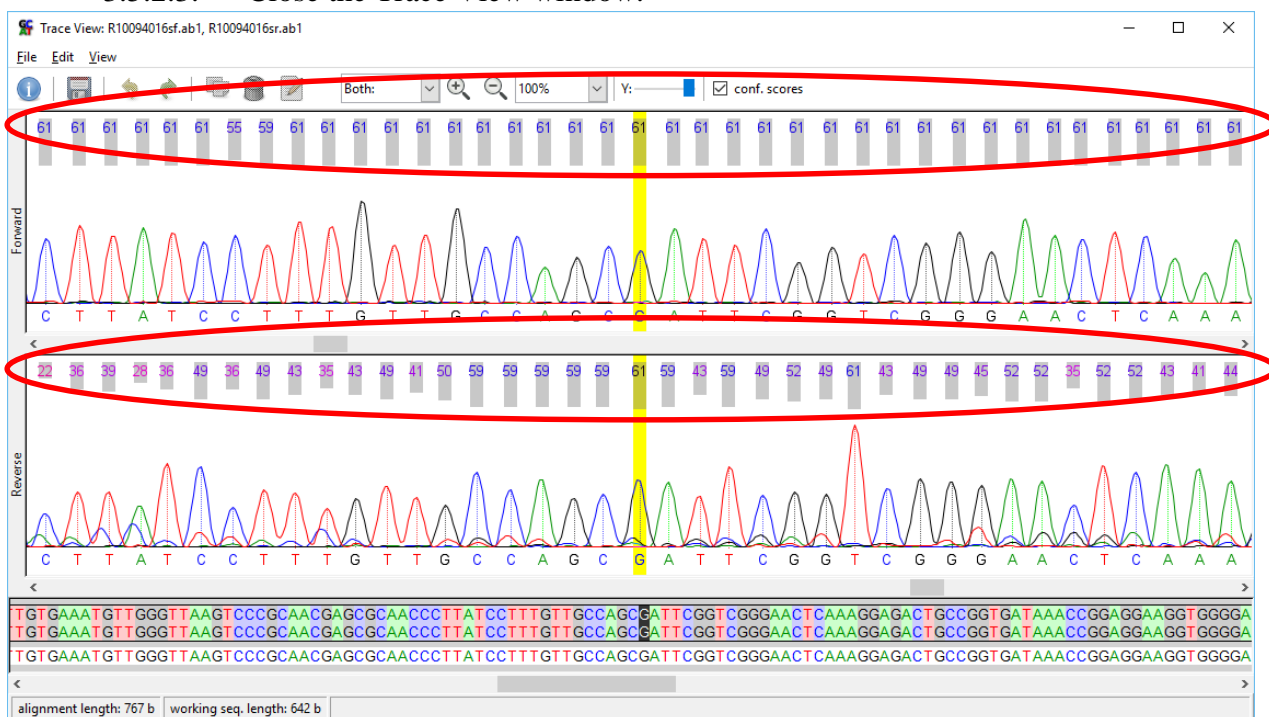 Close the Trace View window.
Trace View: R10094016sf.ab1, R10094016sr.ab1
File Edit View
Both: 100% Y: conf. scores
61 61 61 61 61 61 55 59 61 61 61 61 61 61 61 61 61 61 61 61 61 61 61 61 61 61 61 61 61 61 61 61 61 61 61 61 61 61 61
Forward
C T T A T C C T T T G T T G C C A G C G A T T C G G T C G G G A A C T C A A A
22 36 39 28 36 49 36 49 43 35 43 49 41 50 59 59 59 59 59 61 59 43 59 49 52 49 61 43 49 49 45 52 52 35 52 52 43 41 44
Reverse
C T T A T C C T T T G T T G C C A G C G A T T C G G T C G G G A A C T C A A A
TGTGAAATGTTGGGTTAAGTCCCGCAACGAGCGCAACCCTTATCCTTTGTTGCCAGCGATTCGGTCGGGAACTCAAAGGAGACTGCCGGTGATAAACCGGAGGAAGGTGGGGA
TGTGAAATGTTGGGTTAAGTCCCGCAACGAGCGCAACCCTTATCCTTTGTTGCCAGCGATTCGGTCGGGAACTCAAAGGAGACTGCCGGTGATAAACCGGAGGAAGGTGGGGA
TGTGAAATGTTGGGTTAAGTCCCGCAACGAGCGCAACCCTTATCCTTTGTTGCCAGCGATTCGGTCGGGAACTCAAAGGAGACTGCCGGTGATAAACCGGAGGAAGGTGGGGA
alignment length: 767 b working seq. length: 642 b